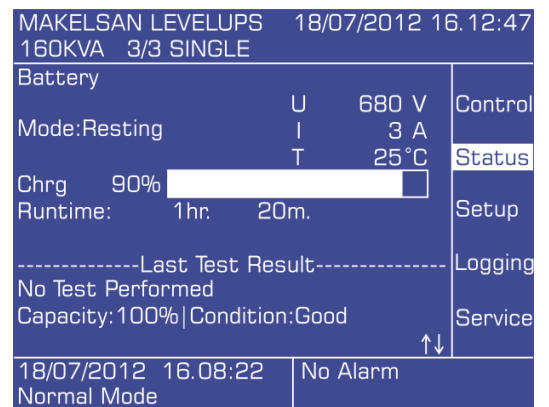 MAKELSAN LEVELUPS 18/07/2012 16.12:47
160KVA 3/3 SINGLE
Battery
U 680 V
Mode:Resting I 3 A
T 25°C
Chrg 90%
Runtime: 1hr. 20m.
-------------Last Test Result--------------
No Test Performed
Capacity:100%|Condition:Good
↑↓
Control
Status
Setup
Logging
Service
18/07/2012 16.08:22 No Alarm
Normal Mode